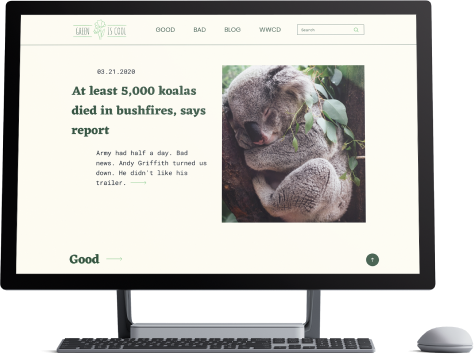 GREEN IS COOL
GOOD BAD BLOG WWCD
Search
03.21.2020
At least 5,000 koalas
died in bushfires, says
report
Army had half a day. Bad
news. Andy Griffith turned us
down. He didn't like his
trailer.
Good